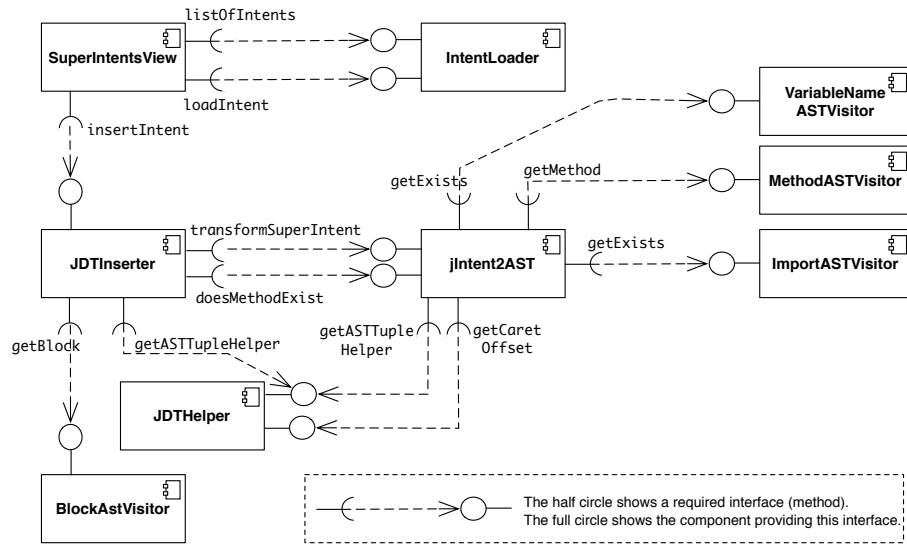 listOfIntents
SuperIntentsView
IntentLoader
loadIntent
insertIntent
VariableName
ASTVisitor
getExists
getMethod
MethodASTVisitor
transformSuperIntent
JDTInserter
jIntent2AST
getExists
ImportASTVisitor
doesMethodExist
getBlock
getASTTupleHelper
getASTTuple
Helper
getCaret
Offset
JDTHelper
BlockAstVisitor
The half circle shows a required interface (method).
The full circle shows the component providing this interface.